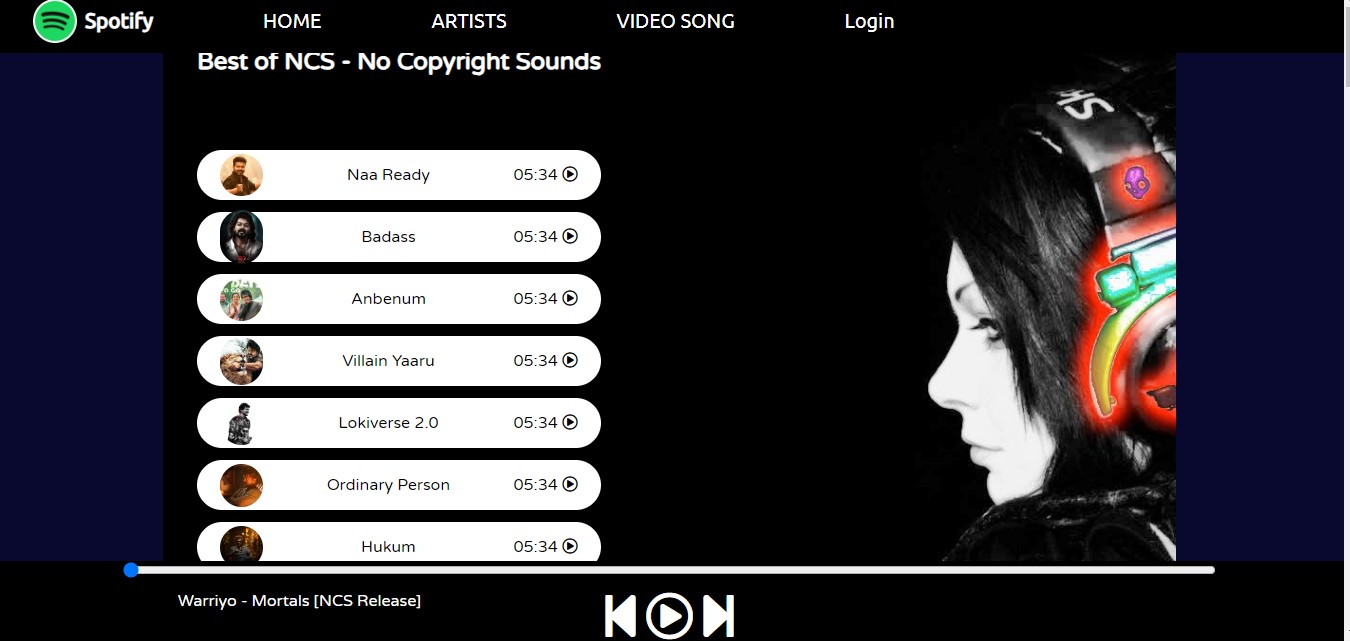 Spotify HOME ARTISTS VIDEO SONG Login
Best of NCS - No Copyright Sounds
Naa Ready 05:34
Badass 05:34
Anbenum 05:34
Villain Yaaru 05:34
Lokiverse 2.0 05:34
Ordinary Person 05:34
Hukum 05:34
Warriyo - Mortals [NCS Release]